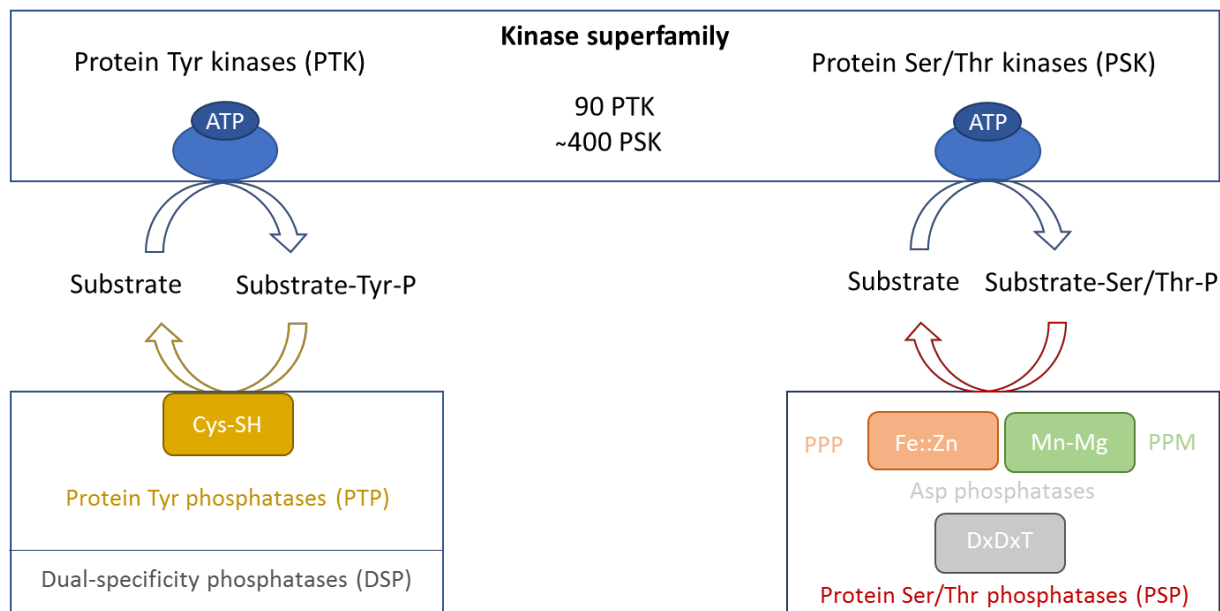 Kinase superfamily
Protein Tyr kinases (PTK)
Protein Ser/Thr kinases (PSK)
90 PTK
~400 PSK
ATP
ATP
Substrate
Substrate-Tyr-P
Substrate
Substrate-Ser/Thr-P
Cys-SH
Protein Tyr phosphatases (PTP)
Dual-specificity phosphatases (DSP)
PPP
Fe::Zn
Mn-Mg
PPM
Asp phosphatases
DxDxT
Protein Ser/Thr phosphatases (PSP)